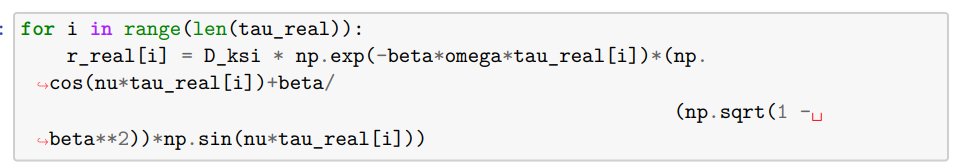 : for i in range(len(tau_real)):
    r_real[i] = D_ksi * np.exp(-beta*omega*tau_real[i])*(np.
↪cos(nu*tau_real[i])+beta/
                                                      (np.sqrt(1 -␣
↪beta**2))*np.sin(nu*tau_real[i]))